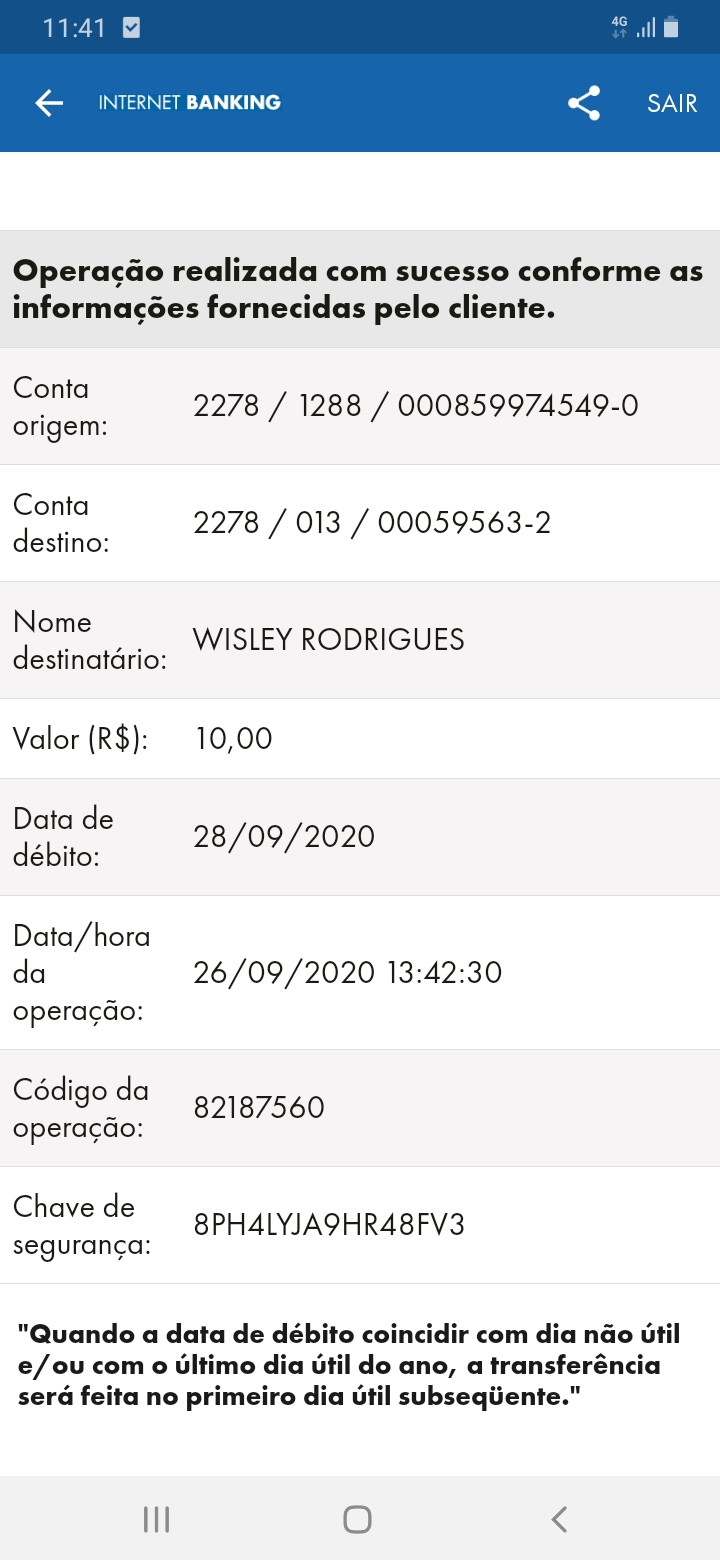 11:41
4G
INTERNET BANKING
SAIR
Operação realizada com sucesso conforme as
informações fornecidas pelo cliente.
Conta
origem:
2278 / 1288 / 000859974549-0
Conta
destino:
2278 / 013 / 00059563-2
Nome
destinatário:
WISLEY RODRIGUES
Valor (R$):
10,00
Data de
débito:
28/09/2020
Data/hora
da
operação:
26/09/2020 13:42:30
Código da
operação:
82187560
Chave de
segurança:
8PH4LYJA9HR48FV3
"Quando a data de débito coincidir com dia não útil
e/ou com o último dia útil do ano, a transferência
será feita no primeiro dia útil subseqüente."